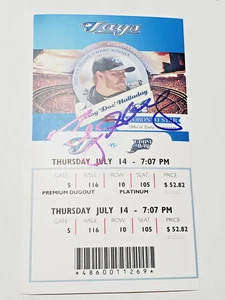 Jays
AWARD WINNER
Roy "Doc" Halladay
THURSDAY JULY 14 - 7:07 PM
GATE AISLE ROW SEAT PRICE
5 116 10 105 $52.82
PREMIUM DUGOUT PLATINUM
THURSDAY JULY 14 - 7:07 PM
GATE AISLE ROW SEAT PRICE
5 116 10 105 $52.82
*4860011269*